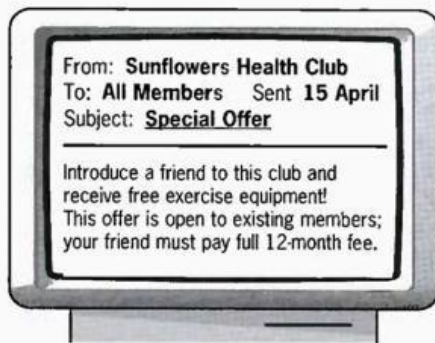 From: Sunflowers Health Club
To: All Members Sent 15 April
Subject: Special Offer
Introduce a friend to this club and
receive free exercise equipment!
This offer is open to existing members;
your friend must pay full 12-month fee.